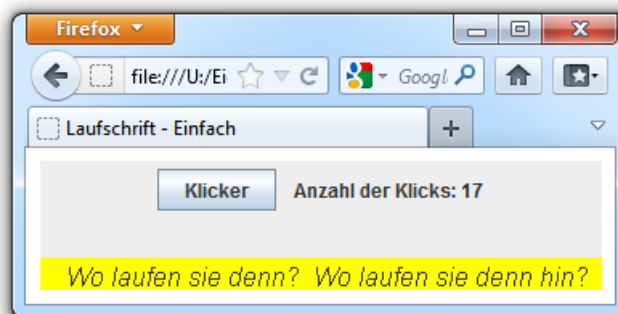 Firefox
file:///U:/Ei
Googl
Laufschrift - Einfach
Klicker Anzahl der Klicks: 17
Wo laufen sie denn? Wo laufen sie denn hin?